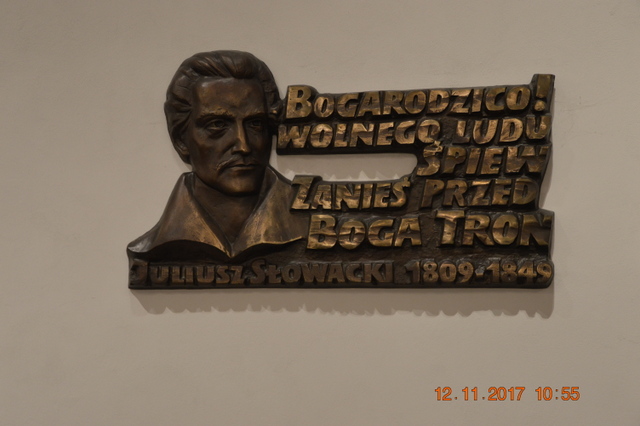 BOGARODZICO!
WOLNEGO LUDU
ŚPIEW
ZANIEŚ PRZED
BOGA TRON
JULIUSZ SŁOWACKI 1809-1849
12.11.2017 10:55